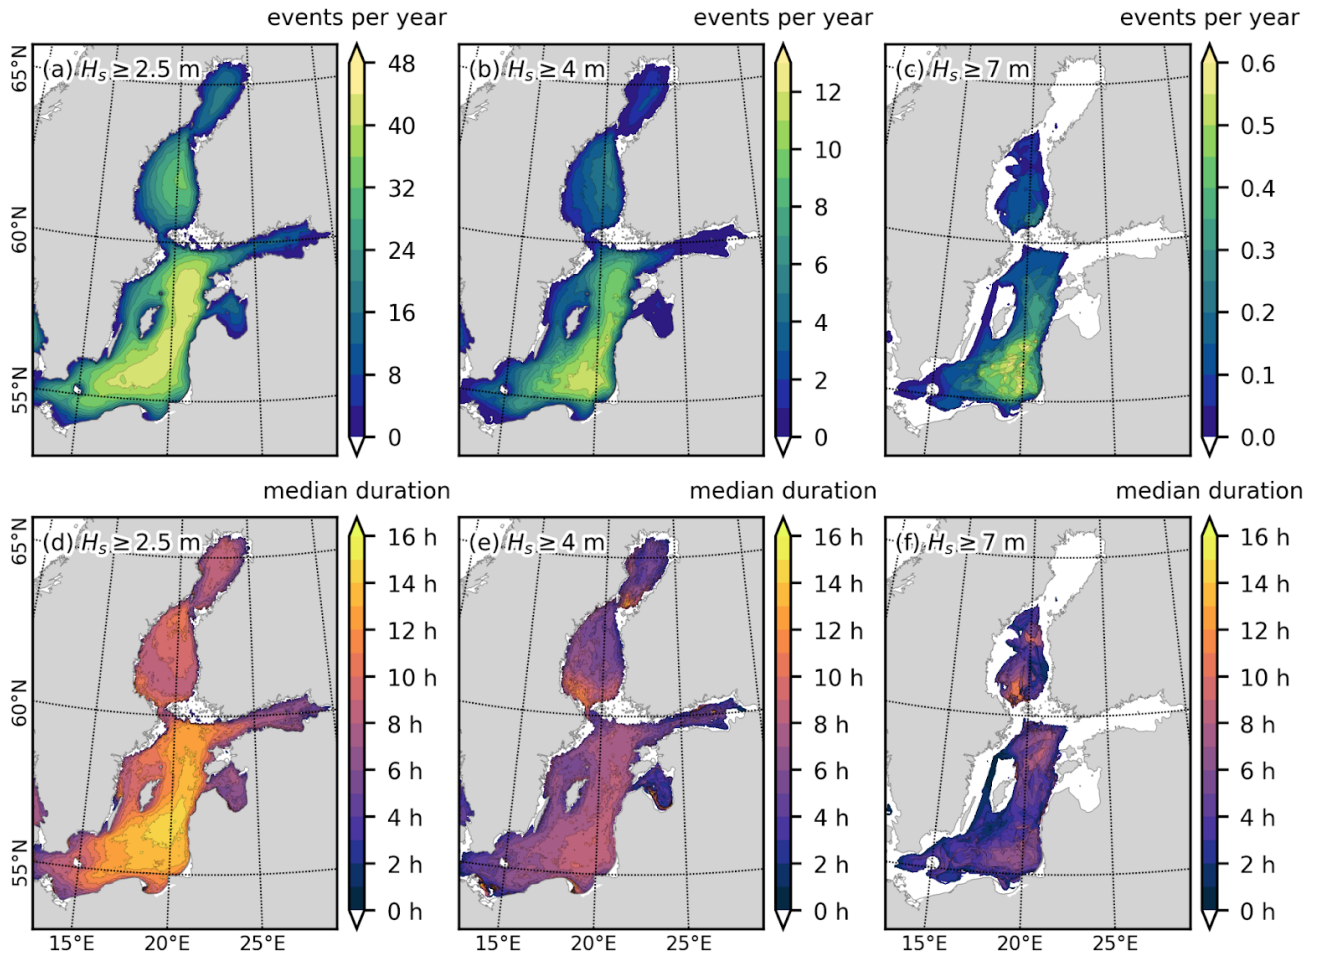 events per year
events per year
events per year
(a) Hₛ ≥ 2.5 m
(b) Hₛ ≥ 4 m
(c) Hₛ ≥ 7 m
65°N
60°N
55°N
48
40
32
24
16
8
0
12
10
8
6
4
2
0
0.6
0.5
0.4
0.3
0.2
0.1
0.0
median duration
median duration
median duration
(d) Hₛ ≥ 2.5 m
(e) Hₛ ≥ 4 m
(f) Hₛ ≥ 7 m
65°N
60°N
55°N
16 h
14 h
12 h
10 h
8 h
6 h
4 h
2 h
0 h
16 h
14 h
12 h
10 h
8 h
6 h
4 h
2 h
0 h
16 h
14 h
12 h
10 h
8 h
6 h
4 h
2 h
0 h
15°E 20°E 25°E
15°E 20°E 25°E
15°E 20°E 25°E